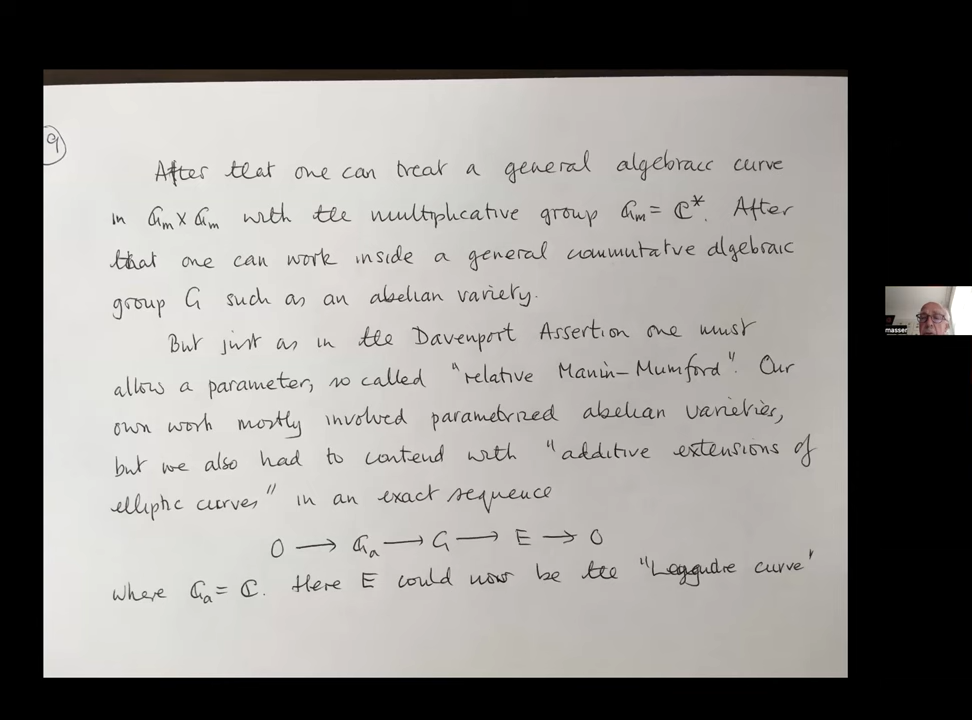 9
After that one can treat a general algebraic curve
in Gₘ × Gₘ with the multiplicative group Gₘ = ℂ*. After
that one can work inside a general commutatve algebraic
group G such as an abelian variety.
But just as in the Davenport Assertion one must
allow a parameter, so called "relative Manin-Mumford". Our
own work mostly involved parametrized abelian varieties,
but we also had to contend with "additive extensions of
elliptic curves" in an exact sequence
0 → Gₐ → G → E → 0
where Gₐ = ℂ. Here E could now be the "Legendre curve"
masser